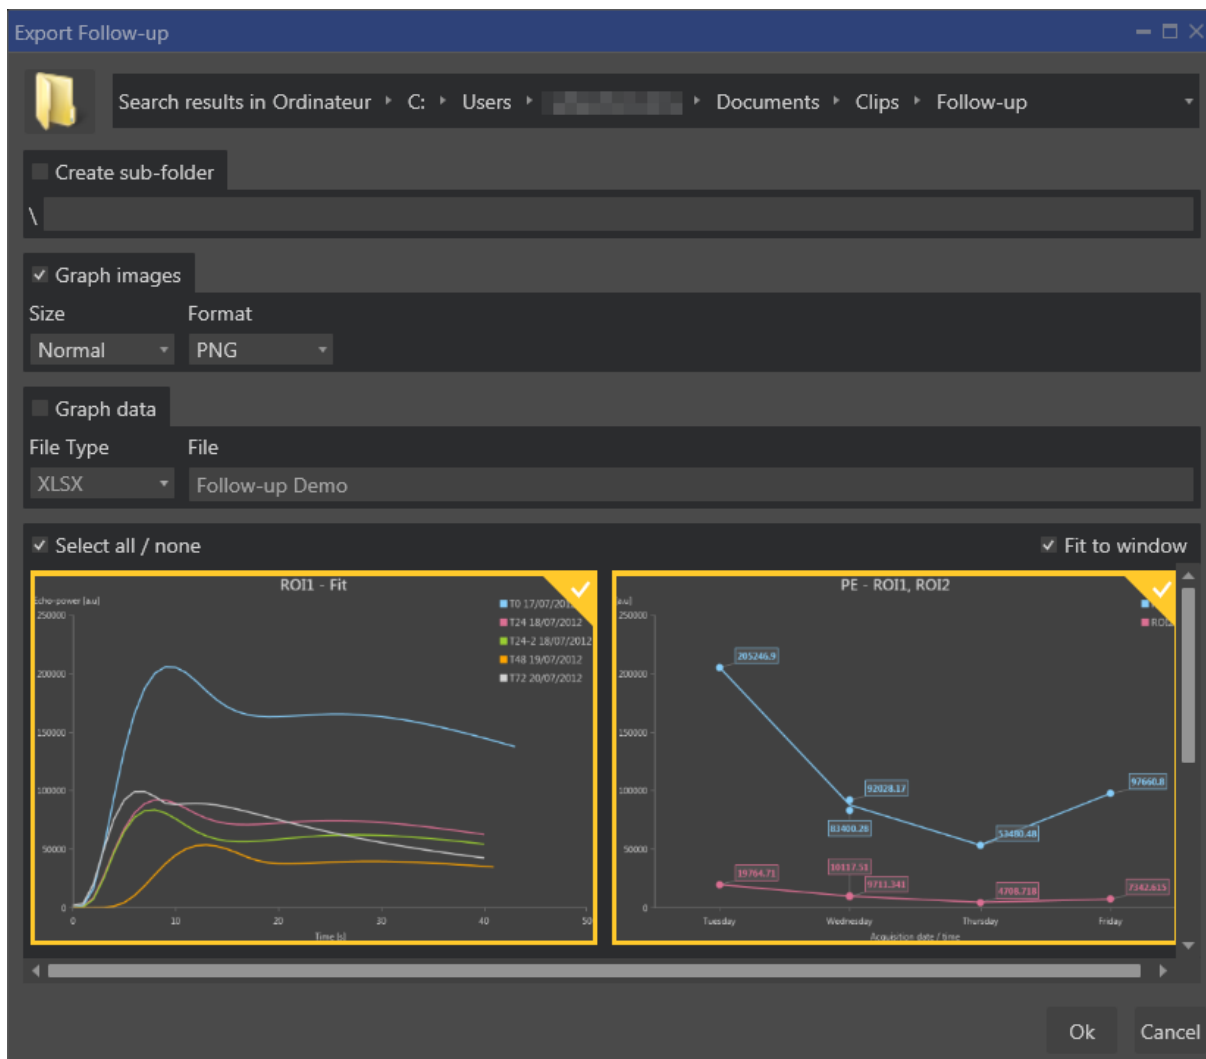 Export Follow-up
Search results in Ordinateur C: Users Documents Clips Follow-up
Create sub-folder
\
Graph images
Size Format
Normal PNG
Graph data
File Type File
XLSX Follow-up Demo
Select all / none Fit to window
ROI1 - Fit
Echo-power [a.u]
T0 17/07/2012
T24 18/07/2012
T24-2 18/07/2012
T48 19/07/2012
T72 20/07/2012
250000
200000
150000
100000
50000
0
0 10 20 30 40 50
Time [s]
PE - ROI1, ROI2
a.u]
250000
200000
150000
100000
50000
0
205246.9
92028.17
83400.28
53480.48
97660.8
19764.71
10117.51
9711.341
4708.718
7342.615
Tuesday Wednesday Thursday Friday
Acquisition date / time
Ok Cancel